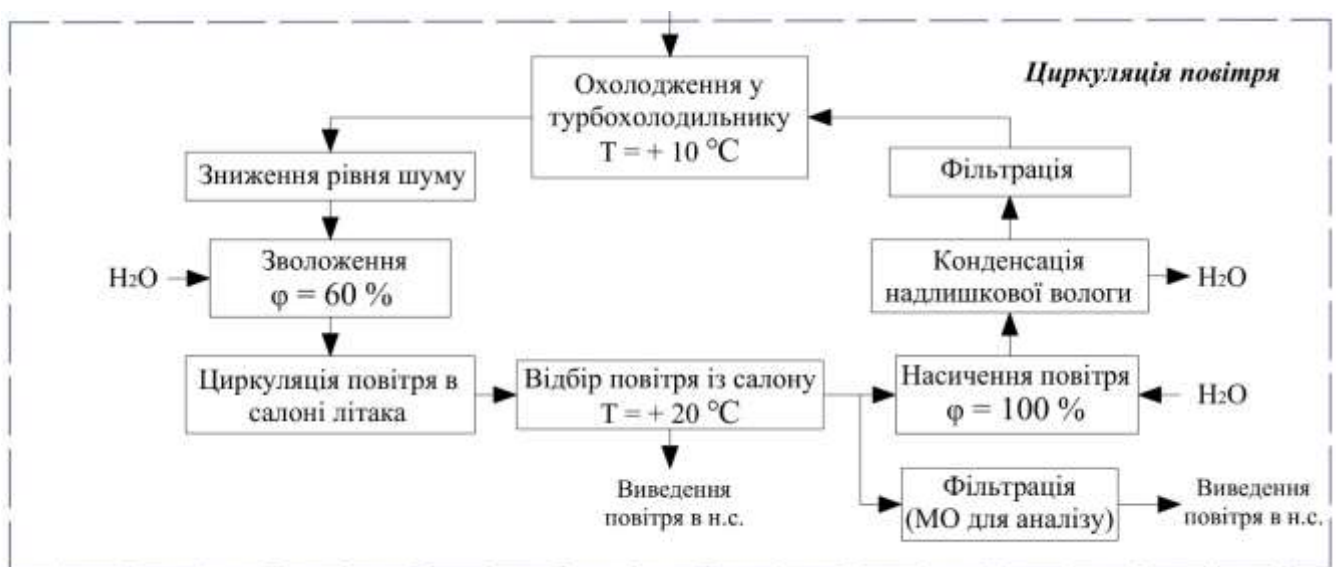 Циркуляція повітря
Охолодження у
турбохолодильнику
T = + 10 °C
Зниження рівня шуму
Фільтрація
H₂O
Зволоження
φ = 60 %
Конденсація
надлишкової вологи
H₂O
Циркуляція повітря в
салоні літака
Відбір повітря із салону
T = + 20 °C
Насичення повітря
φ = 100 %
H₂O
Виведення
повітря в н.с.
Фільтрація
(МО для аналізу)
Виведення
повітря в н.с.